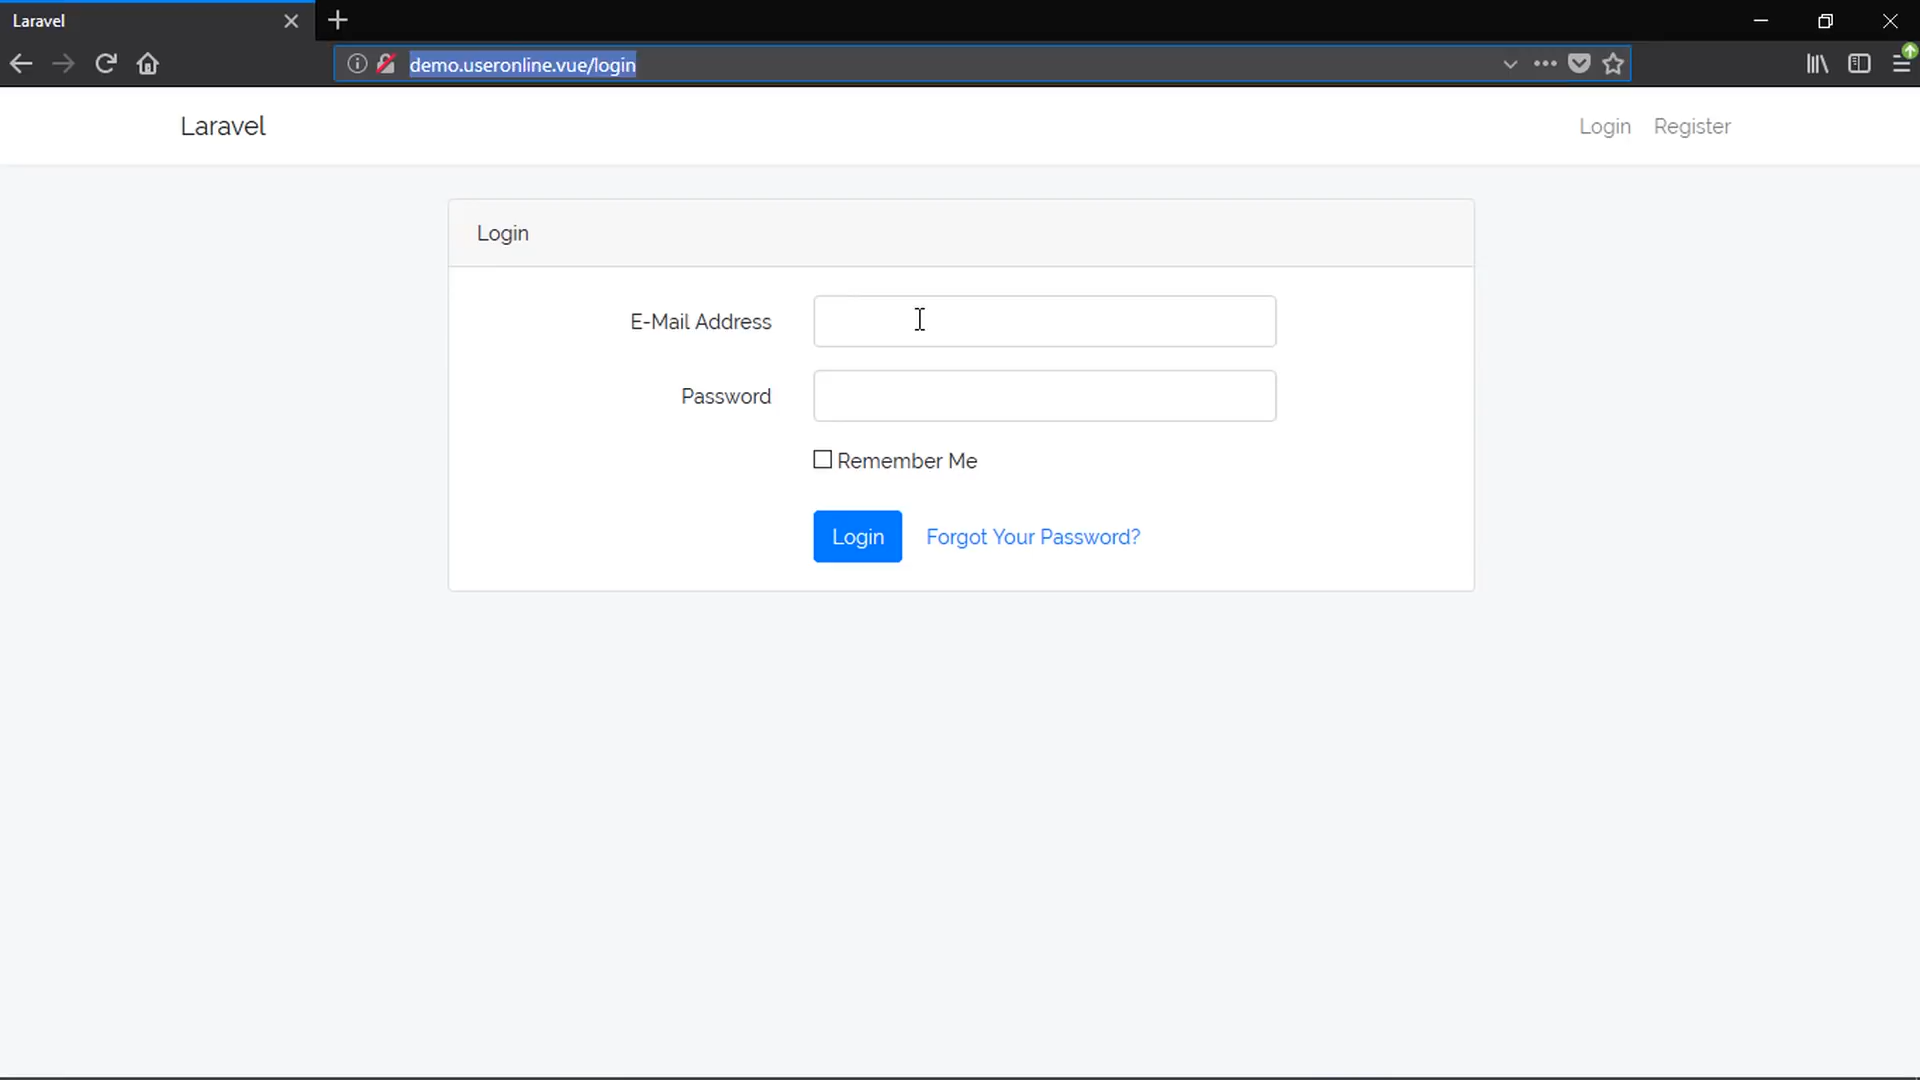 Laravel
demo.useronline.vue/login
Laravel
Login Register
Login
E-Mail Address
Password
Remember Me
Login Forgot Your Password?